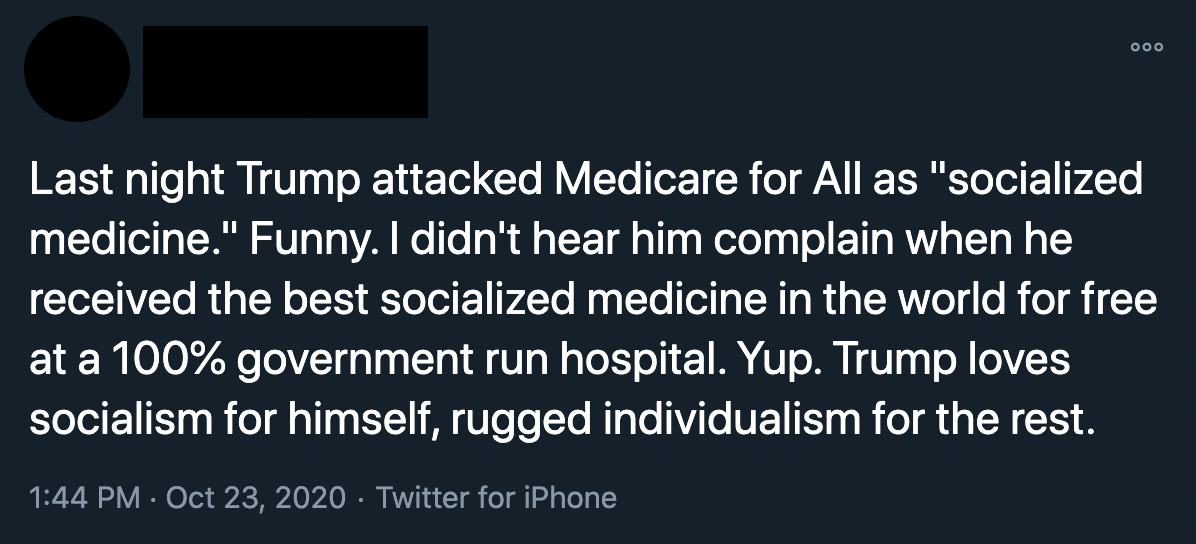 Last night Trump attacked Medicare for All as "socialized
medicine." Funny. I didn't hear him complain when he
received the best socialized medicine in the world for free
at a 100% government run hospital. Yup. Trump loves
socialism for himself, rugged individualism for the rest.
1:44 PM · Oct 23, 2020 · Twitter for iPhone